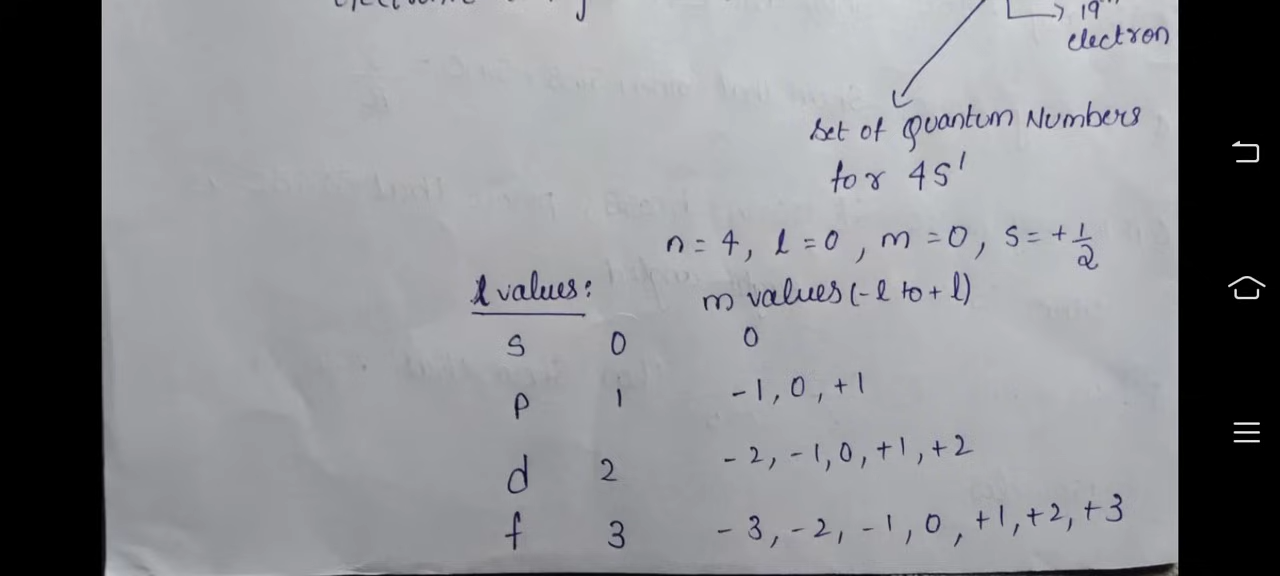 → 19th
electron
Set of Quantum Numbers
for 4S¹
n = 4, l = 0, m = 0, s = + 1/2
l values: m values (-l to + l)
s 0 0
p 1 -1, 0, +1
d 2 -2, -1, 0, +1, +2
f 3 -3, -2, -1, 0, +1, +2, +3